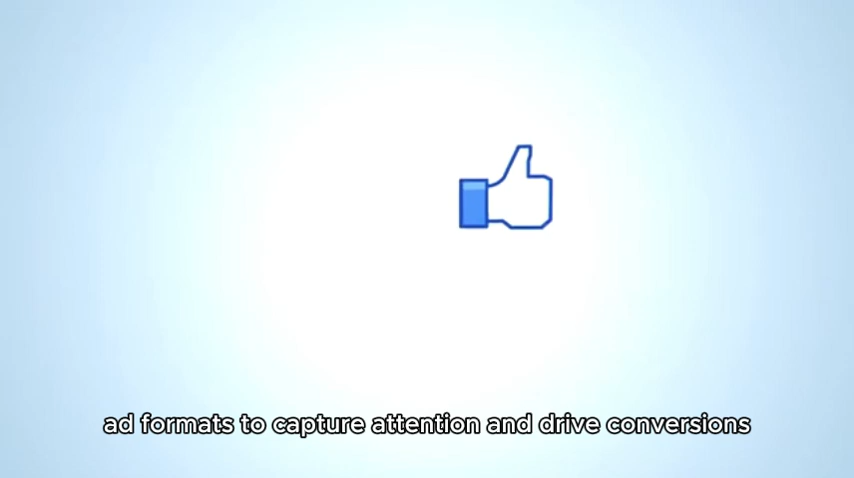 ad formats to capture attention and drive conversions